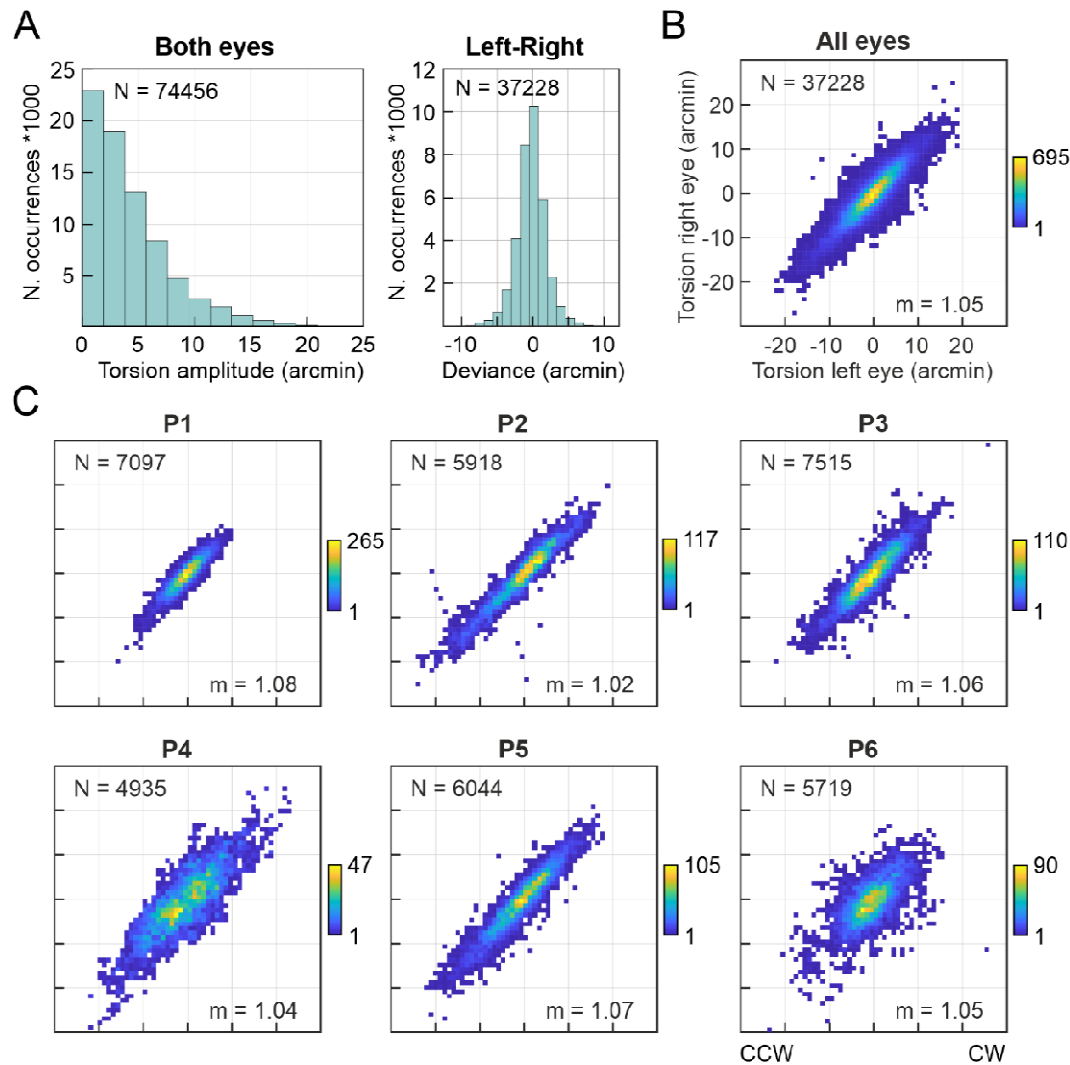 A
Both eyes
N = 74456
N. occurrences *1000
25
20
15
10
5
0 5 10 15 20 25
Torsion amplitude (arcmin)
Left-Right
N = 37228
N. occurrences *1000
12
10
8
6
4
2
-10 0 10
Deviance (arcmin)
B
All eyes
N = 37228
Torsion right eye (arcmin)
20
10
0
-10
-20
m = 1.05
-20 -10 0 10 20
Torsion left eye (arcmin)
695
1
C
P1
N = 7097
m = 1.08
265
1
P2
N = 5918
m = 1.02
117
1
P3
N = 7515
m = 1.06
110
1
P4
N = 4935
m = 1.04
47
1
P5
N = 6044
m = 1.07
105
1
P6
N = 5719
m = 1.05
90
1
CCW CW